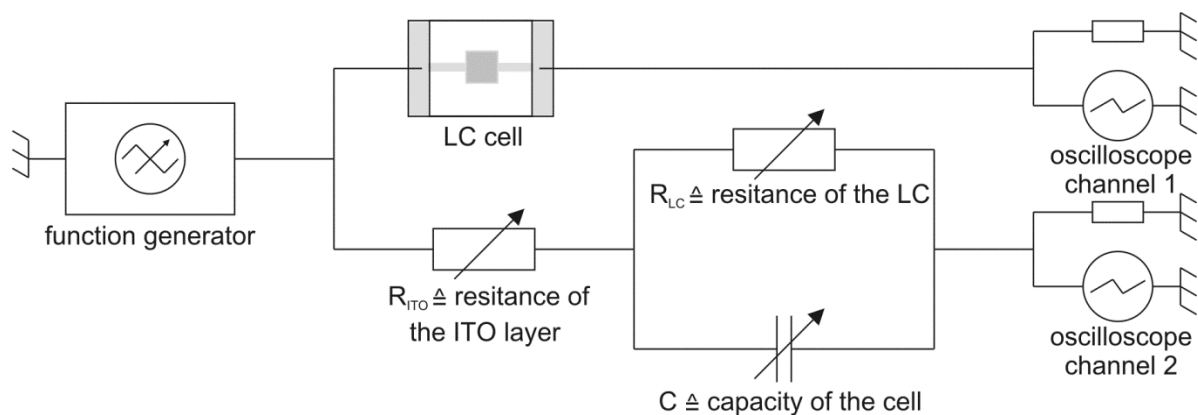 LC cell
function generator
oscilloscope
channel 1
R_LC ≙ resitance of the LC
R_ITO ≙ resitance of
the ITO layer
oscilloscope
channel 2
C ≙ capacity of the cell